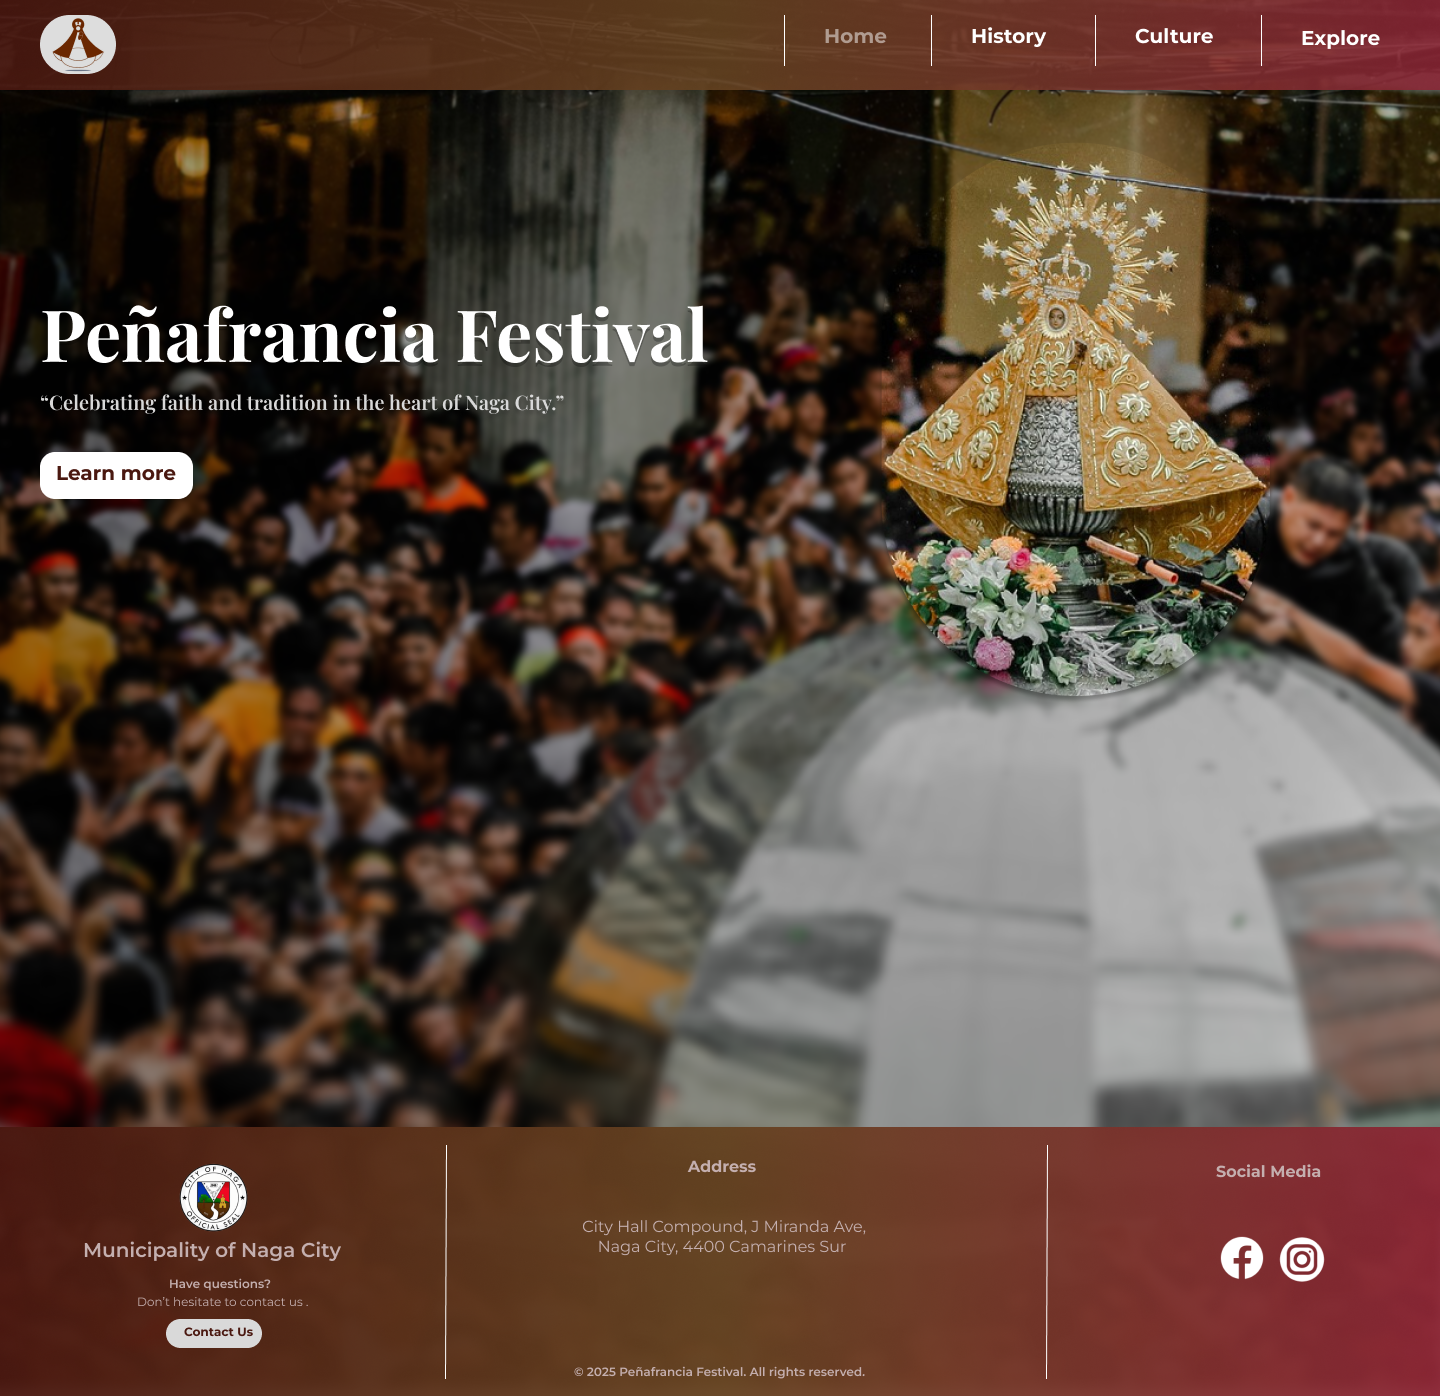 Home
History
Culture
Explore
Peñafrancia Festival
“Celebrating faith and tradition in the heart of Naga City.”
Learn more
CITY OF NAGA
OFFICIAL SEAL
Municipality of Naga City
Have questions?
Don’t hesitate to contact us .
Contact Us
Address
City Hall Compound, J Miranda Ave,
Naga City, 4400 Camarines Sur
© 2025 Peñafrancia Festival. All rights reserved.
Social Media